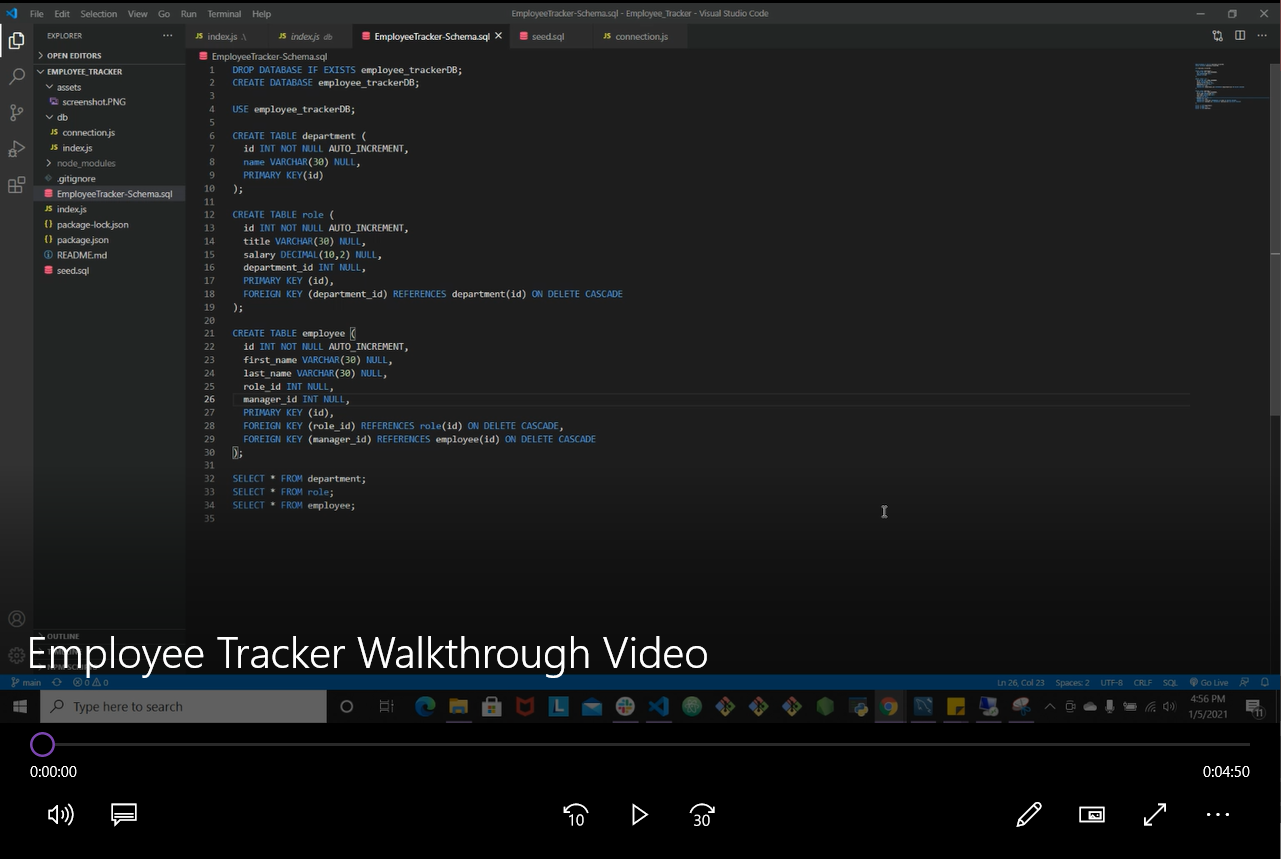 File Edit Selection View Go Run Terminal Help
EmployeeTracker-Schema.sql - Employee_Tracker - Visual Studio Code
EXPLORER
OPEN EDITORS
EMPLOYEE_TRACKER
assets
screenshot.PNG
db
JS connection.js
JS index.js
node_modules
.gitignore
EmployeeTracker-Schema.sql
JS index.js
{} package-lock.json
{} package.json
README.md
seed.sql
OUTLINE
JS index.js .\ JS index.js db EmployeeTracker-Schema.sql seed.sql JS connection.js
EmployeeTracker-Schema.sql
1 DROP DATABASE IF EXISTS employee_trackerDB;
2 CREATE DATABASE employee_trackerDB;
3
4 USE employee_trackerDB;
5
6 CREATE TABLE department (
7 id INT NOT NULL AUTO_INCREMENT,
8 name VARCHAR(30) NULL,
9 PRIMARY KEY(id)
10 );
11
12 CREATE TABLE role (
13 id INT NOT NULL AUTO_INCREMENT,
14 title VARCHAR(30) NULL,
15 salary DECIMAL(10,2) NULL,
16 department_id INT NULL,
17 PRIMARY KEY (id),
18 FOREIGN KEY (department_id) REFERENCES department(id) ON DELETE CASCADE
19 );
20
21 CREATE TABLE employee (
22 id INT NOT NULL AUTO_INCREMENT,
23 first_name VARCHAR(30) NULL,
24 last_name VARCHAR(30) NULL,
25 role_id INT NULL,
26 manager_id INT NULL,
27 PRIMARY KEY (id),
28 FOREIGN KEY (role_id) REFERENCES role(id) ON DELETE CASCADE,
29 FOREIGN KEY (manager_id) REFERENCES employee(id) ON DELETE CASCADE
30 );
31
32 SELECT * FROM department;
33 SELECT * FROM role;
34 SELECT * FROM employee;
35
Employee Tracker Walkthrough Video
main 0 0 Ln 26, Col 23 Spaces: 2 UTF-8 CRLF SQL Go Live
Type here to search
L
4:56 PM
1/5/2021
11
0:00:00 0:04:50
10 30